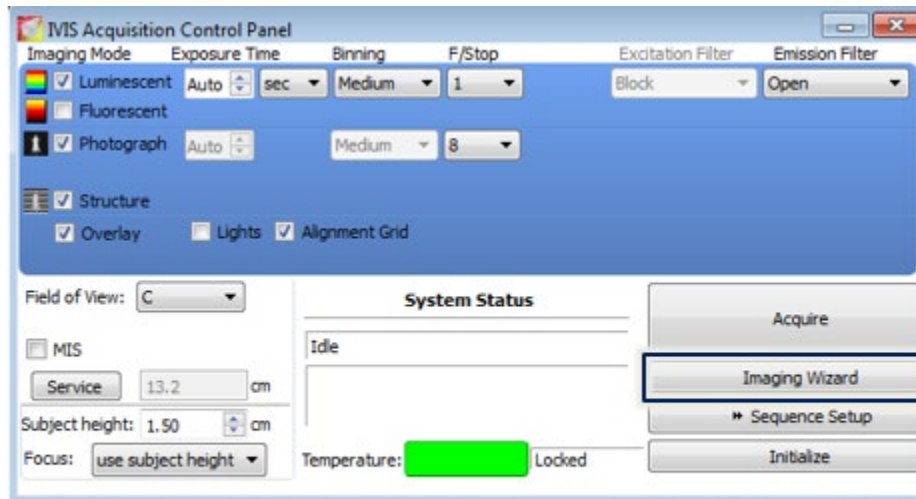 IVIS Acquisition Control Panel
Imaging Mode Exposure Time Binning F/Stop Excitation Filter Emission Filter
Luminescent Auto sec Medium 1 Block Open
Fluorescent
Photograph Auto Medium 8
Structure
Overlay Lights Alignment Grid
Field of View: C
System Status
Acquire
MIS
Idle
Imaging Wizard
Service 13.2 cm
Sequence Setup
Subject height: 1.50 cm
Focus: use subject height
Temperature: Locked
Initialize